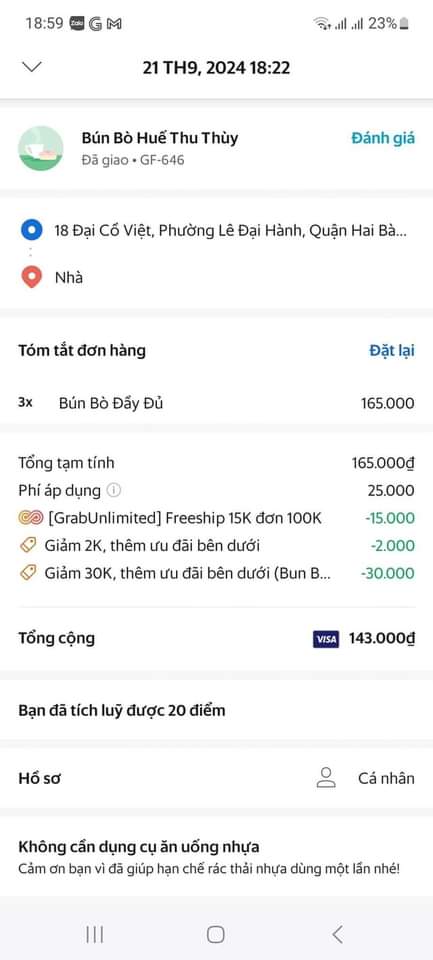 18:59 Zalo G M 23%
21 TH9, 2024 18:22
Bún Bò Huế Thu Thùy Đánh giá
Đã giao • GF-646
18 Đại Cồ Việt, Phường Lê Đại Hành, Quận Hai Bà...
Nhà
Tóm tắt đơn hàng Đặt lại
3x Bún Bò Đầy Đủ 165.000
Tổng tạm tính 165.000₫
Phí áp dụng 25.000
[GrabUnlimited] Freeship 15K đơn 100K -15.000
Giảm 2K, thêm ưu đãi bên dưới -2.000
Giảm 30K, thêm ưu đãi bên dưới (Bun B... -30.000
Tổng cộng VISA 143.000₫
Bạn đã tích luỹ được 20 điểm
Hồ sơ Cá nhân
Không cần dụng cụ ăn uống nhựa
Cảm ơn bạn vì đã giúp hạn chế rác thải nhựa dùng một lần nhé!